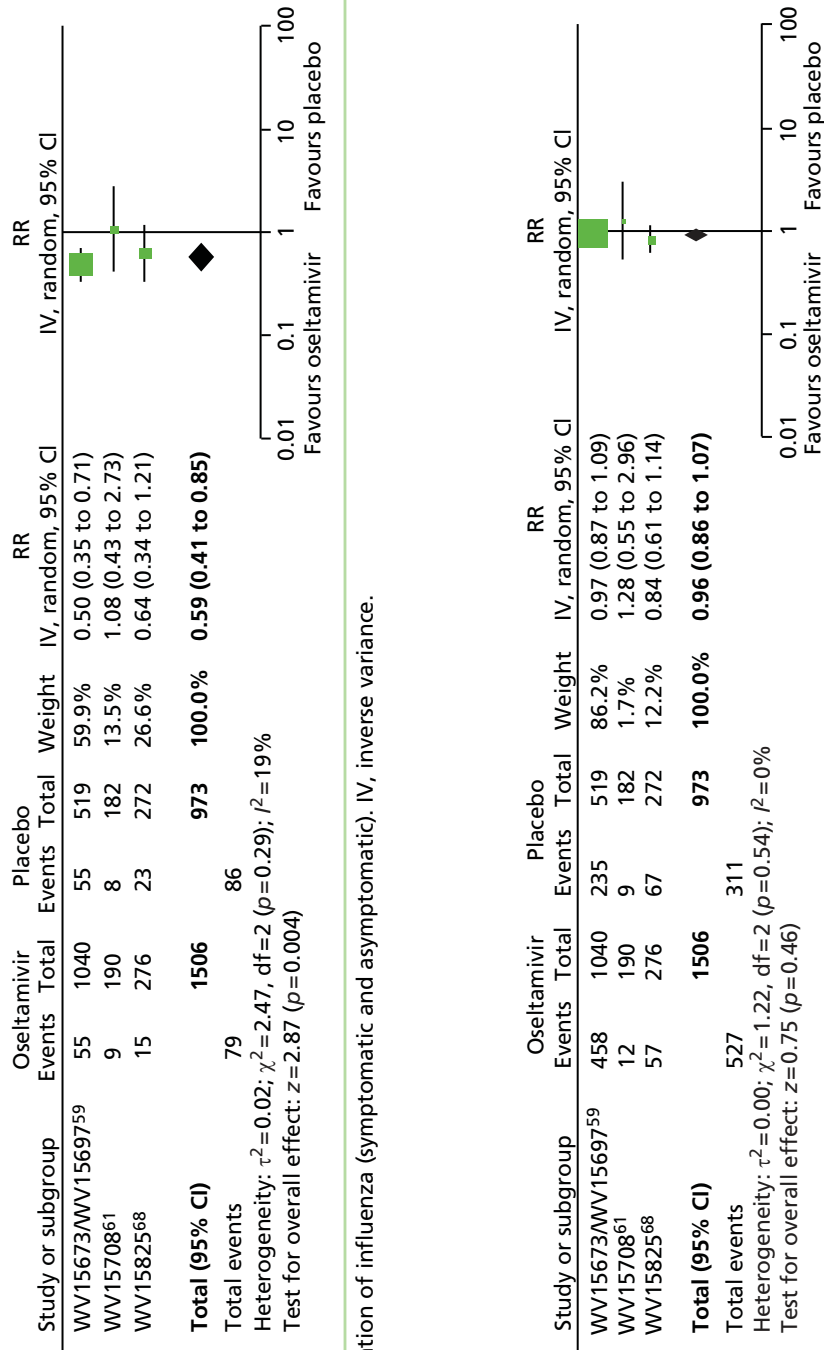 Oseltamivir Placebo RR RR
Study or subgroup Events Total Events Total Weight IV, random, 95% CI IV, random, 95% CI
WV15673/WV15697⁵⁹ 55 1040 55 519 59.9% 0.50 (0.35 to 0.71)
WV15708⁶¹ 9 190 8 182 13.5% 1.08 (0.43 to 2.73)
WV15825⁶⁸ 15 276 23 272 26.6% 0.64 (0.34 to 1.21)
Total (95% CI) 1506 973 100.0% 0.59 (0.41 to 0.85)
Total events 79 86
Heterogeneity: τ²=0.02; χ²=2.47, df=2 (p=0.29); I²=19%
Test for overall effect: z=2.87 (p=0.004)
0.01 0.1 1 10 100
Favours oseltamivir Favours placebo
ation of influenza (symptomatic and asymptomatic). IV, inverse variance.
Oseltamivir Placebo RR RR
Study or subgroup Events Total Events Total Weight IV, random, 95% CI IV, random, 95% CI
WV15673/WV15697⁵⁹ 458 1040 235 519 86.2% 0.97 (0.87 to 1.09)
WV15708⁶¹ 12 190 9 182 1.7% 1.28 (0.55 to 2.96)
WV15825⁶⁸ 57 276 67 272 12.2% 0.84 (0.61 to 1.14)
Total (95% CI) 1506 973 100.0% 0.96 (0.86 to 1.07)
Total events 527 311
Heterogeneity: τ²=0.00; χ²=1.22, df=2 (p=0.54); I²=0%
Test for overall effect: z=0.75 (p=0.46)
0.01 0.1 1 10 100
Favours oseltamivir Favours placebo